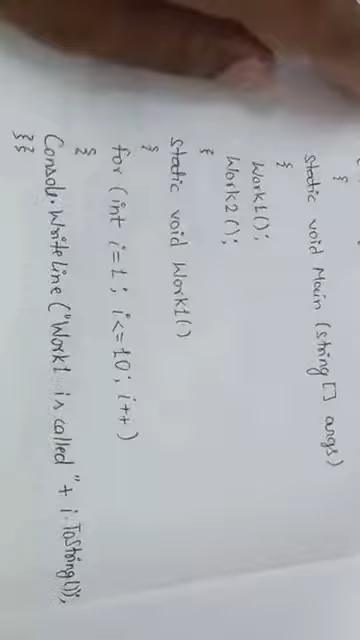 {
static void Main (string [] args)
{
Work1();
Work2();
}
static void Work1()
{
for (int i=1; i<=10; i++)
{
Console.WriteLine ("Work1 is called " + i.ToString());
}}